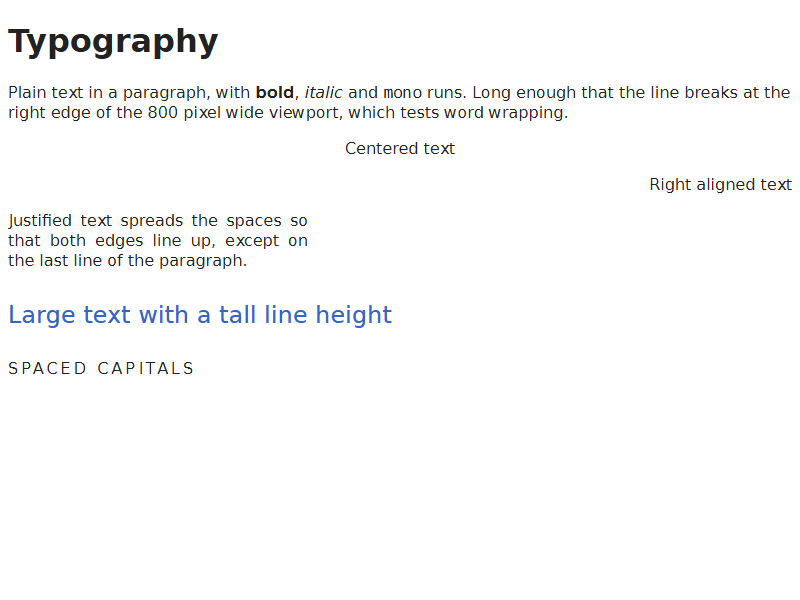 Typography
Plain text in a paragraph, with bold, italic and mono runs. Long enough that the line breaks at the
right edge of the 800 pixel wide viewport, which tests word wrapping.
Centered text
Right aligned text
Justified text spreads the spaces so
that both edges line up, except on
the last line of the paragraph.
Large text with a tall line height
SPACED CAPITALS